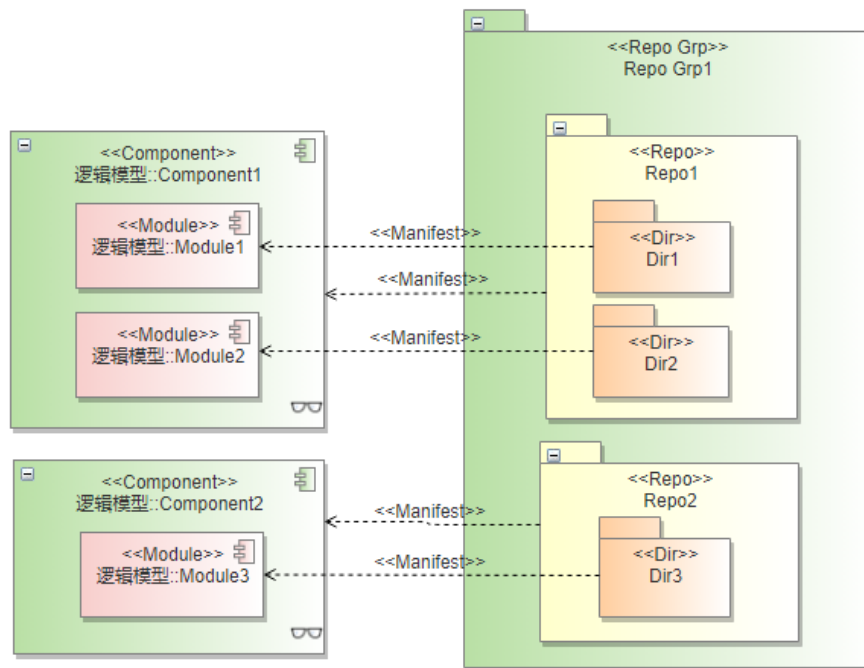 <<Repo Grp>>
Repo Grp1
<<Component>>
逻辑模型::Component1
<<Module>>
逻辑模型::Module1
<<Module>>
逻辑模型::Module2
<<Manifest>>
<<Manifest>>
<<Manifest>>
<<Repo>>
Repo1
<<Dir>>
Dir1
<<Dir>>
Dir2
<<Component>>
逻辑模型::Component2
<<Module>>
逻辑模型::Module3
<<Manifest>>
<<Manifest>>
<<Repo>>
Repo2
<<Dir>>
Dir3